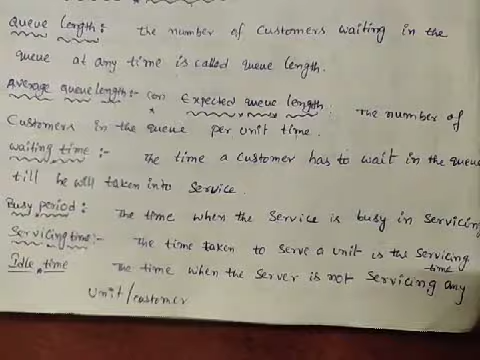 Queue length:- The number of customers waiting in the
queue at any time is called queue length.
Average queue length:- (or) Expected queue length. The number of
Customers in the queue per unit time.
Waiting time:- The time a customer has to wait in the queue
till he will taken into service.
Busy period: The time when the service is busy in servicing
Servicing time:- The time taken to serve a unit is the servicing
time
Idle time The time when the server is not servicing any
unit/customer